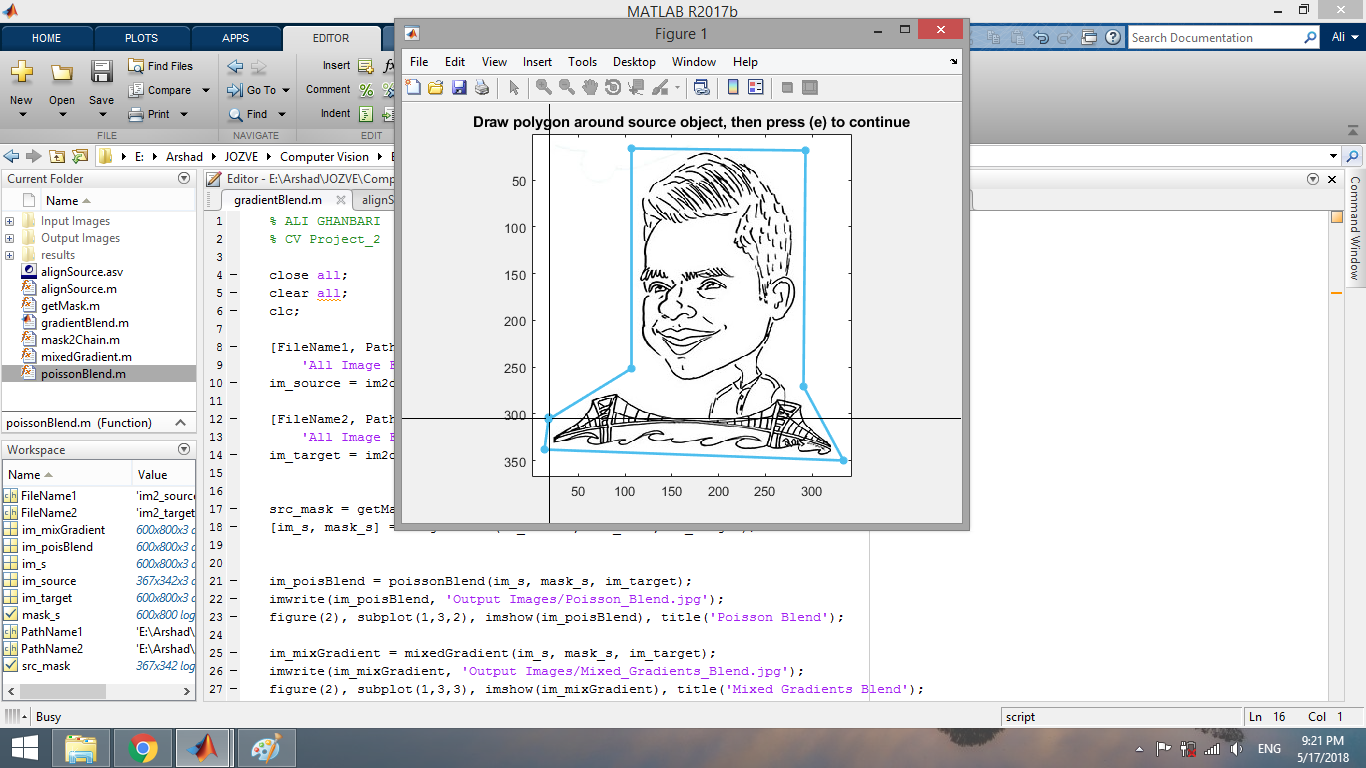 MATLAB R2017b
HOME PLOTS APPS EDITOR
Search Documentation
Ali
New Open Save
Find Files
Compare
Print
FILE
Go To
Find
NAVIGATE
Insert
Comment
Indent
E: Arshad JOZVE Computer Vision
Current Folder
Name
Input Images
Output Images
results
alignSource.asv
alignSource.m
getMask.m
gradientBlend.m
mask2Chain.m
mixedGradient.m
poissonBlend.m
poissonBlend.m (Function)
Workspace
Name Value
FileName1 'im2_source
FileName2 'im2_target
im_mixGradient 600x800x3 d
im_poisBlend 600x800x3 d
im_s 600x800x3 d
im_source 367x342x3 d
im_target 600x800x3 d
mask_s 600x800 log
PathName1 'E:\Arshad\
PathName2 'E:\Arshad\
src_mask 367x342 log
Editor - E:\Arshad\JOZVE\Comp
gradientBlend.m alignS
1 % ALI GHANBARI
2 % CV Project_2
3
4 close all;
5 clear all;
6 clc;
7
8 [FileName1, Path
9 'All Image F
10 im_source = im2d
11
12 [FileName2, Path
13 'All Image F
14 im_target = im2d
15
16
17 src_mask = getMa
18 [im_s, mask_s] =
19
20
21 im_poisBlend = poissonBlend(im_s, mask_s, im_target);
22 imwrite(im_poisBlend, 'Output Images/Poisson_Blend.jpg');
23 figure(2), subplot(1,3,2), imshow(im_poisBlend), title('Poisson Blend');
24
25 im_mixGradient = mixedGradient(im_s, mask_s, im_target);
26 imwrite(im_mixGradient, 'Output Images/Mixed_Gradients_Blend.jpg');
27 figure(2), subplot(1,3,3), imshow(im_mixGradient), title('Mixed Gradients Blend');
Figure 1
File Edit View Insert Tools Desktop Window Help
Draw polygon around source object, then press (e) to continue
50
100
150
200
250
300
350
50 100 150 200 250 300
Command Window
Busy
script
Ln 16 Col 1
ENG
9:21 PM
5/17/2018